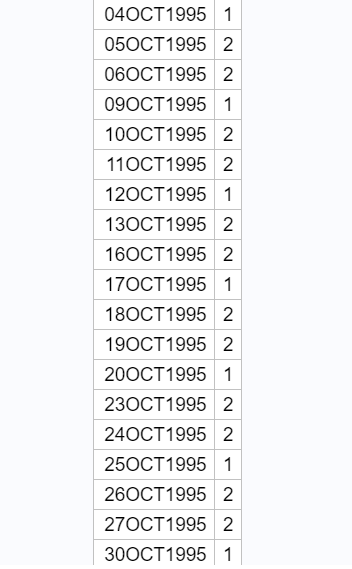 04OCT1995 1
05OCT1995 2
06OCT1995 2
09OCT1995 1
10OCT1995 2
11OCT1995 2
12OCT1995 1
13OCT1995 2
16OCT1995 2
17OCT1995 1
18OCT1995 2
19OCT1995 2
20OCT1995 1
23OCT1995 2
24OCT1995 2
25OCT1995 1
26OCT1995 2
27OCT1995 2
30OCT1995 1